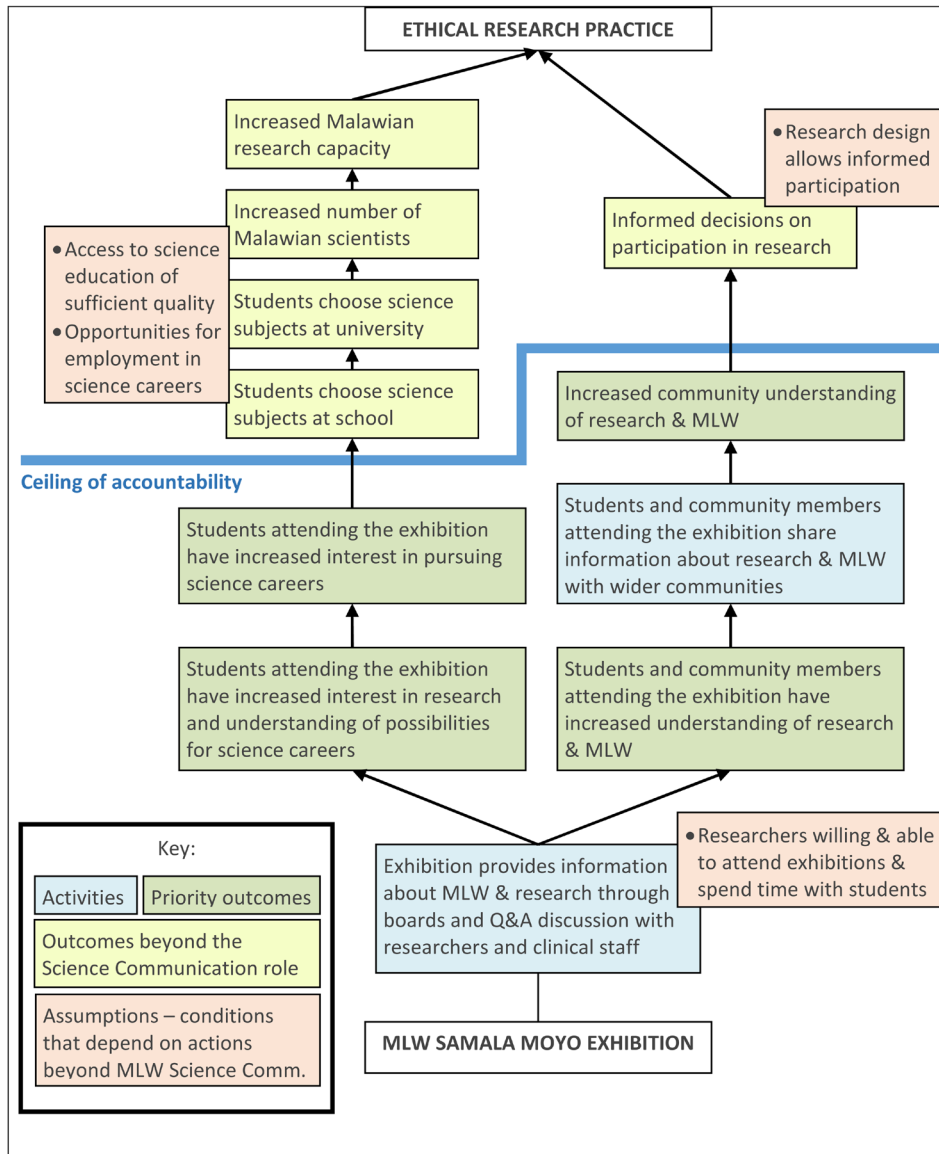 ETHICAL RESEARCH PRACTICE
Increased Malawian
research capacity
• Research design
allows informed
participation
Increased number of
Malawian scientists
Informed decisions on
participation in research
• Access to science
education of
sufficient quality
• Opportunities for
employment in
science careers
Students choose science
subjects at university
Students choose science
subjects at school
Increased community understanding
of research & MLW
Ceiling of accountability
Students attending the exhibition
have increased interest in pursuing
science careers
Students and community members
attending the exhibition share
information about research & MLW
with wider communities
Students attending the exhibition
have increased interest in research
and understanding of possibilities
for science careers
Students and community members
attending the exhibition have
increased understanding of research
& MLW
Key:
Activities
Priority outcomes
Outcomes beyond the
Science Communication role
Assumptions – conditions
that depend on actions
beyond MLW Science Comm.
Exhibition provides information
about MLW & research through
boards and Q&A discussion with
researchers and clinical staff
• Researchers willing & able
to attend exhibitions &
spend time with students
MLW SAMALA MOYO EXHIBITION